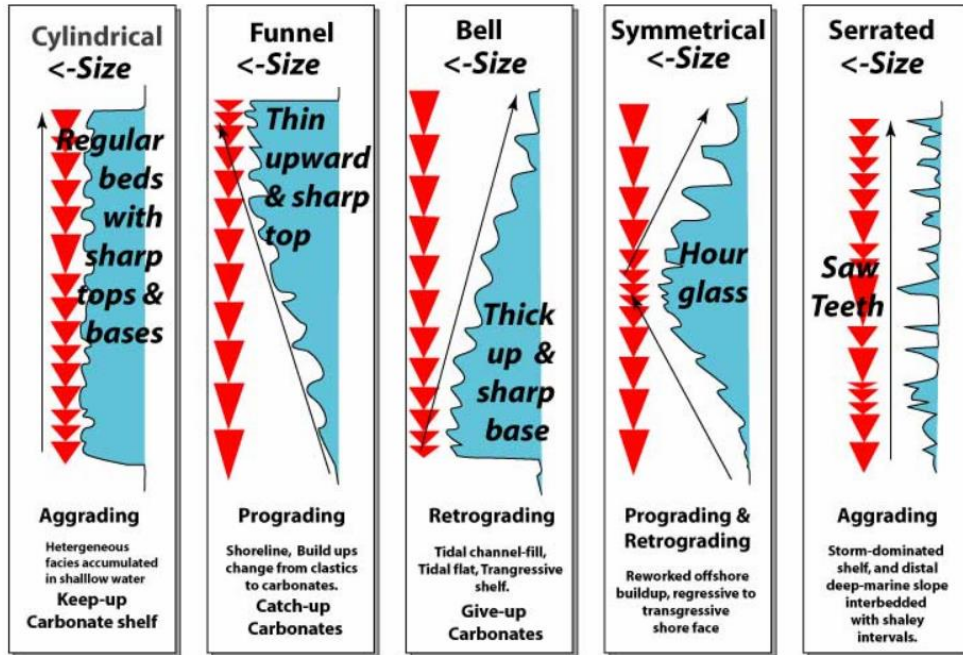 Cylindrical
<-Size
Regular
beds
with
sharp
tops &
bases
Aggrading
Hetergeneous
facies accumulated
in shalllow water
Keep-up
Carbonate shelf
Funnel
<-Size
Thin
upward
& sharp
top
Prograding
Shoreline, Build ups
change from clastics
to carbonates.
Catch-up
Carbonates
Bell
<-Size
Thick
up &
sharp
base
Retrograding
Tidal channel-fill,
Tidal flat, Trangressive
shelf.
Give-up
Carbonates
Symmetrical
<-Size
Hour
glass
Prograding &
Retrograding
Reworked offshore
buildup, regressive to
transgressive
shore face
Serrated
<-Size
Saw
Teeth
Aggrading
Storm-dominated
shelf, and distal
deep-marine slope
interbedded
with shaley
intervals.